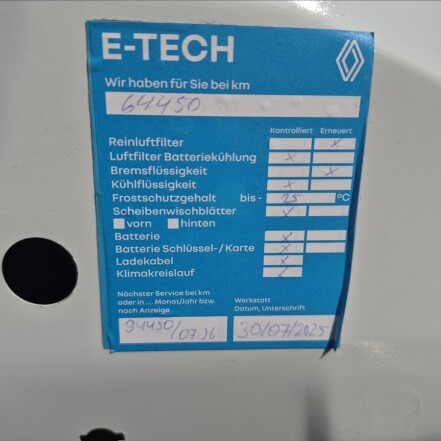 E-TECH
Wir haben für Sie bei km
64450
Kontrolliert Erneuert
Reinluftfilter x
Luftfilter Batteriekühlung x
Bremsflüssigkeit x
Kühlflüssigkeit x
Frostschutzgehalt bis - 25 °C
Scheibenwischblätter
vorn hinten
Batterie x
Batterie Schlüssel-/Karte x
Ladekabel x
Klimakreislauf
Nächster Service bei km
oder in .... Monat/Jahr bzw.
nach Anzeige
Werkstatt
Datum, Unterschrift
94450/07.26 30/07/2025